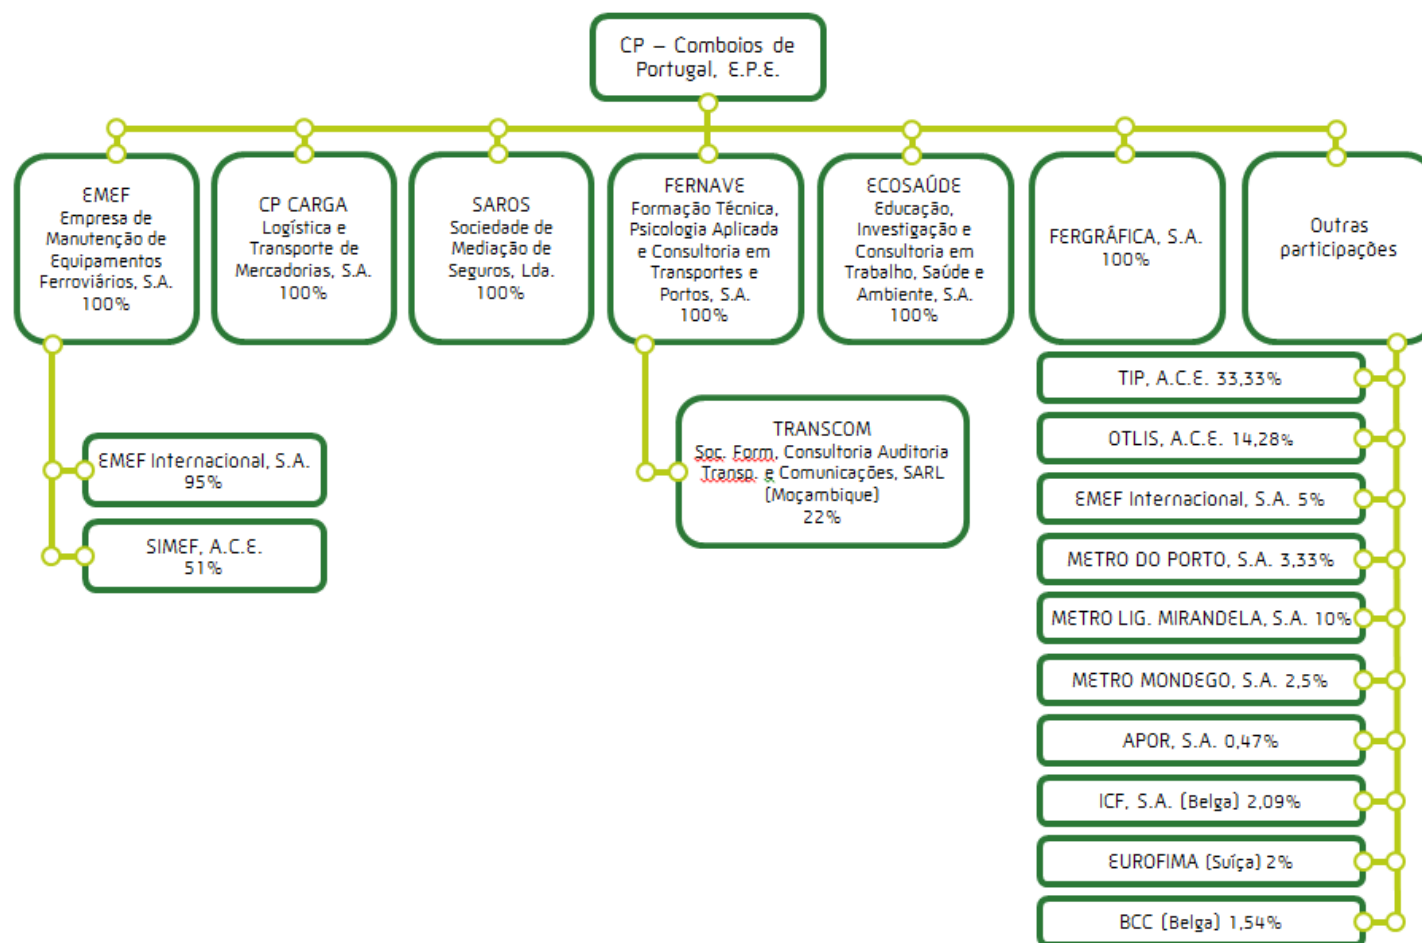 CP – Comboios de
Portugal, E.P.E.
EMEF
Empresa de
Manutenção de
Equipamentos
Ferroviários, S.A.
100%
CP CARGA
Logística e
Transporte de
Mercadorias, S.A.
100%
SAROS
Sociedade de
Mediação de
Seguros, Lda.
100%
FERNAVE
Formação Técnica,
Psicologia Aplicada
e Consultoria em
Transportes e
Portos, S.A.
100%
ECOSAÚDE
Educação,
Investigação e
Consultoria em
Trabalho, Saúde e
Ambiente, S.A.
100%
FERGRÁFICA, S.A.
100%
Outras
participações
EMEF Internacional, S.A.
95%
SIMEF, A.C.E.
51%
TRANSCOM
Soc. Form, Consultoria Auditoria
Transp. e Comunicações, SARL
(Moçambique)
22%
TIP, A.C.E. 33,33%
OTLIS, A.C.E. 14,28%
EMEF Internacional, S.A. 5%
METRO DO PORTO, S.A. 3,33%
METRO LIG. MIRANDELA, S.A. 10%
METRO MONDEGO, S.A. 2,5%
APOR, S.A. 0,47%
ICF, S.A. (Belga) 2,09%
EUROFIMA (Suíça) 2%
BCC (Belga) 1,54%